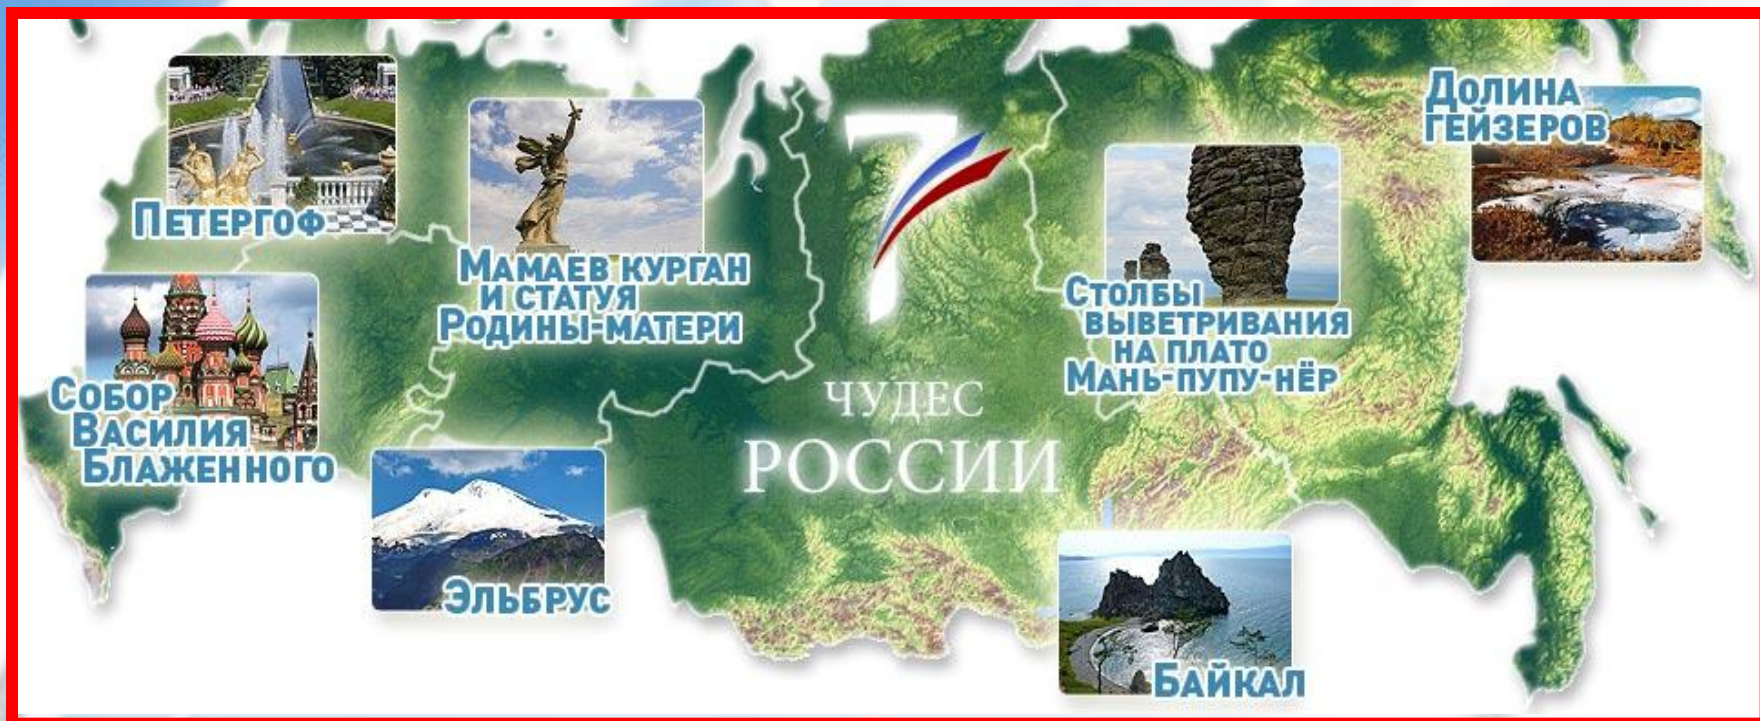 Петергоф
Мамаев курган
и статуя
Родины-матери
7
чудес
России
Столбы
выветривания
на плато
Мань-пупу-нёр
Долина
гейзеров
Собор
Василия
Блаженного
Эльбрус
Байкал